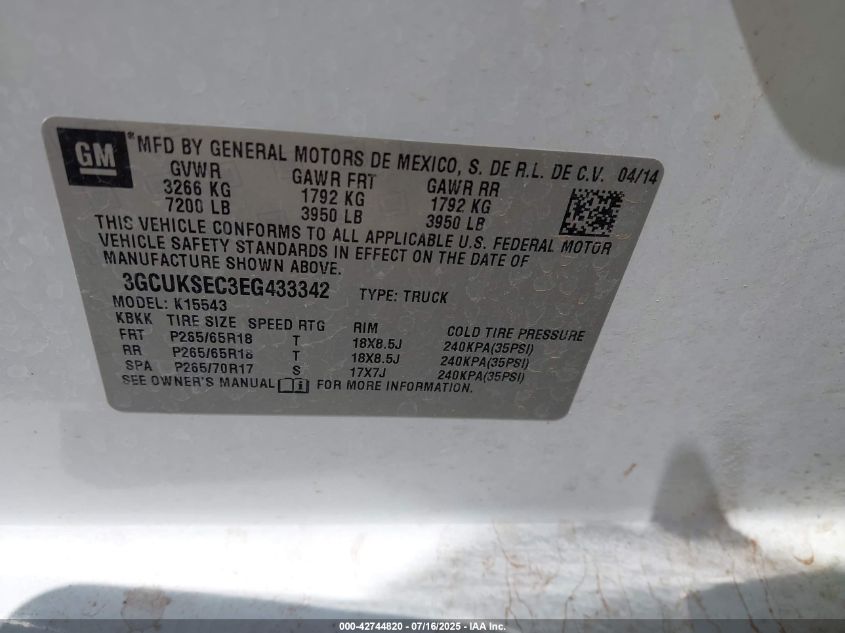 GM
*MFD BY GENERAL MOTORS DE MEXICO, S. DE R.L. DE C.V. 04/14
GVWR GAWR FRT GAWR RR
3266 KG 1792 KG 1792 KG
7200 LB 3950 LB 3950 LB
THIS VEHICLE CONFORMS TO ALL APPLICABLE U.S. FEDERAL MOTOR
VEHICLE SAFETY STANDARDS IN EFFECT ON THE DATE OF
MANUFACTURE SHOWN ABOVE.
3GCUKSEC3EG433342 TYPE: TRUCK
MODEL: K15543
KBKK TIRE SIZE SPEED RTG RIM COLD TIRE PRESSURE
FRT P265/65R18 T 18X8.5J 240KPA(35PSI)
RR P265/65R18 T 18X8.5J 240KPA(35PSI)
SPA P265/70R17 S 17X7J 240KPA(35PSI)
SEE OWNER'S MANUAL FOR MORE INFORMATION.
000-42744820 - 07/16/2025 - IAA Inc.